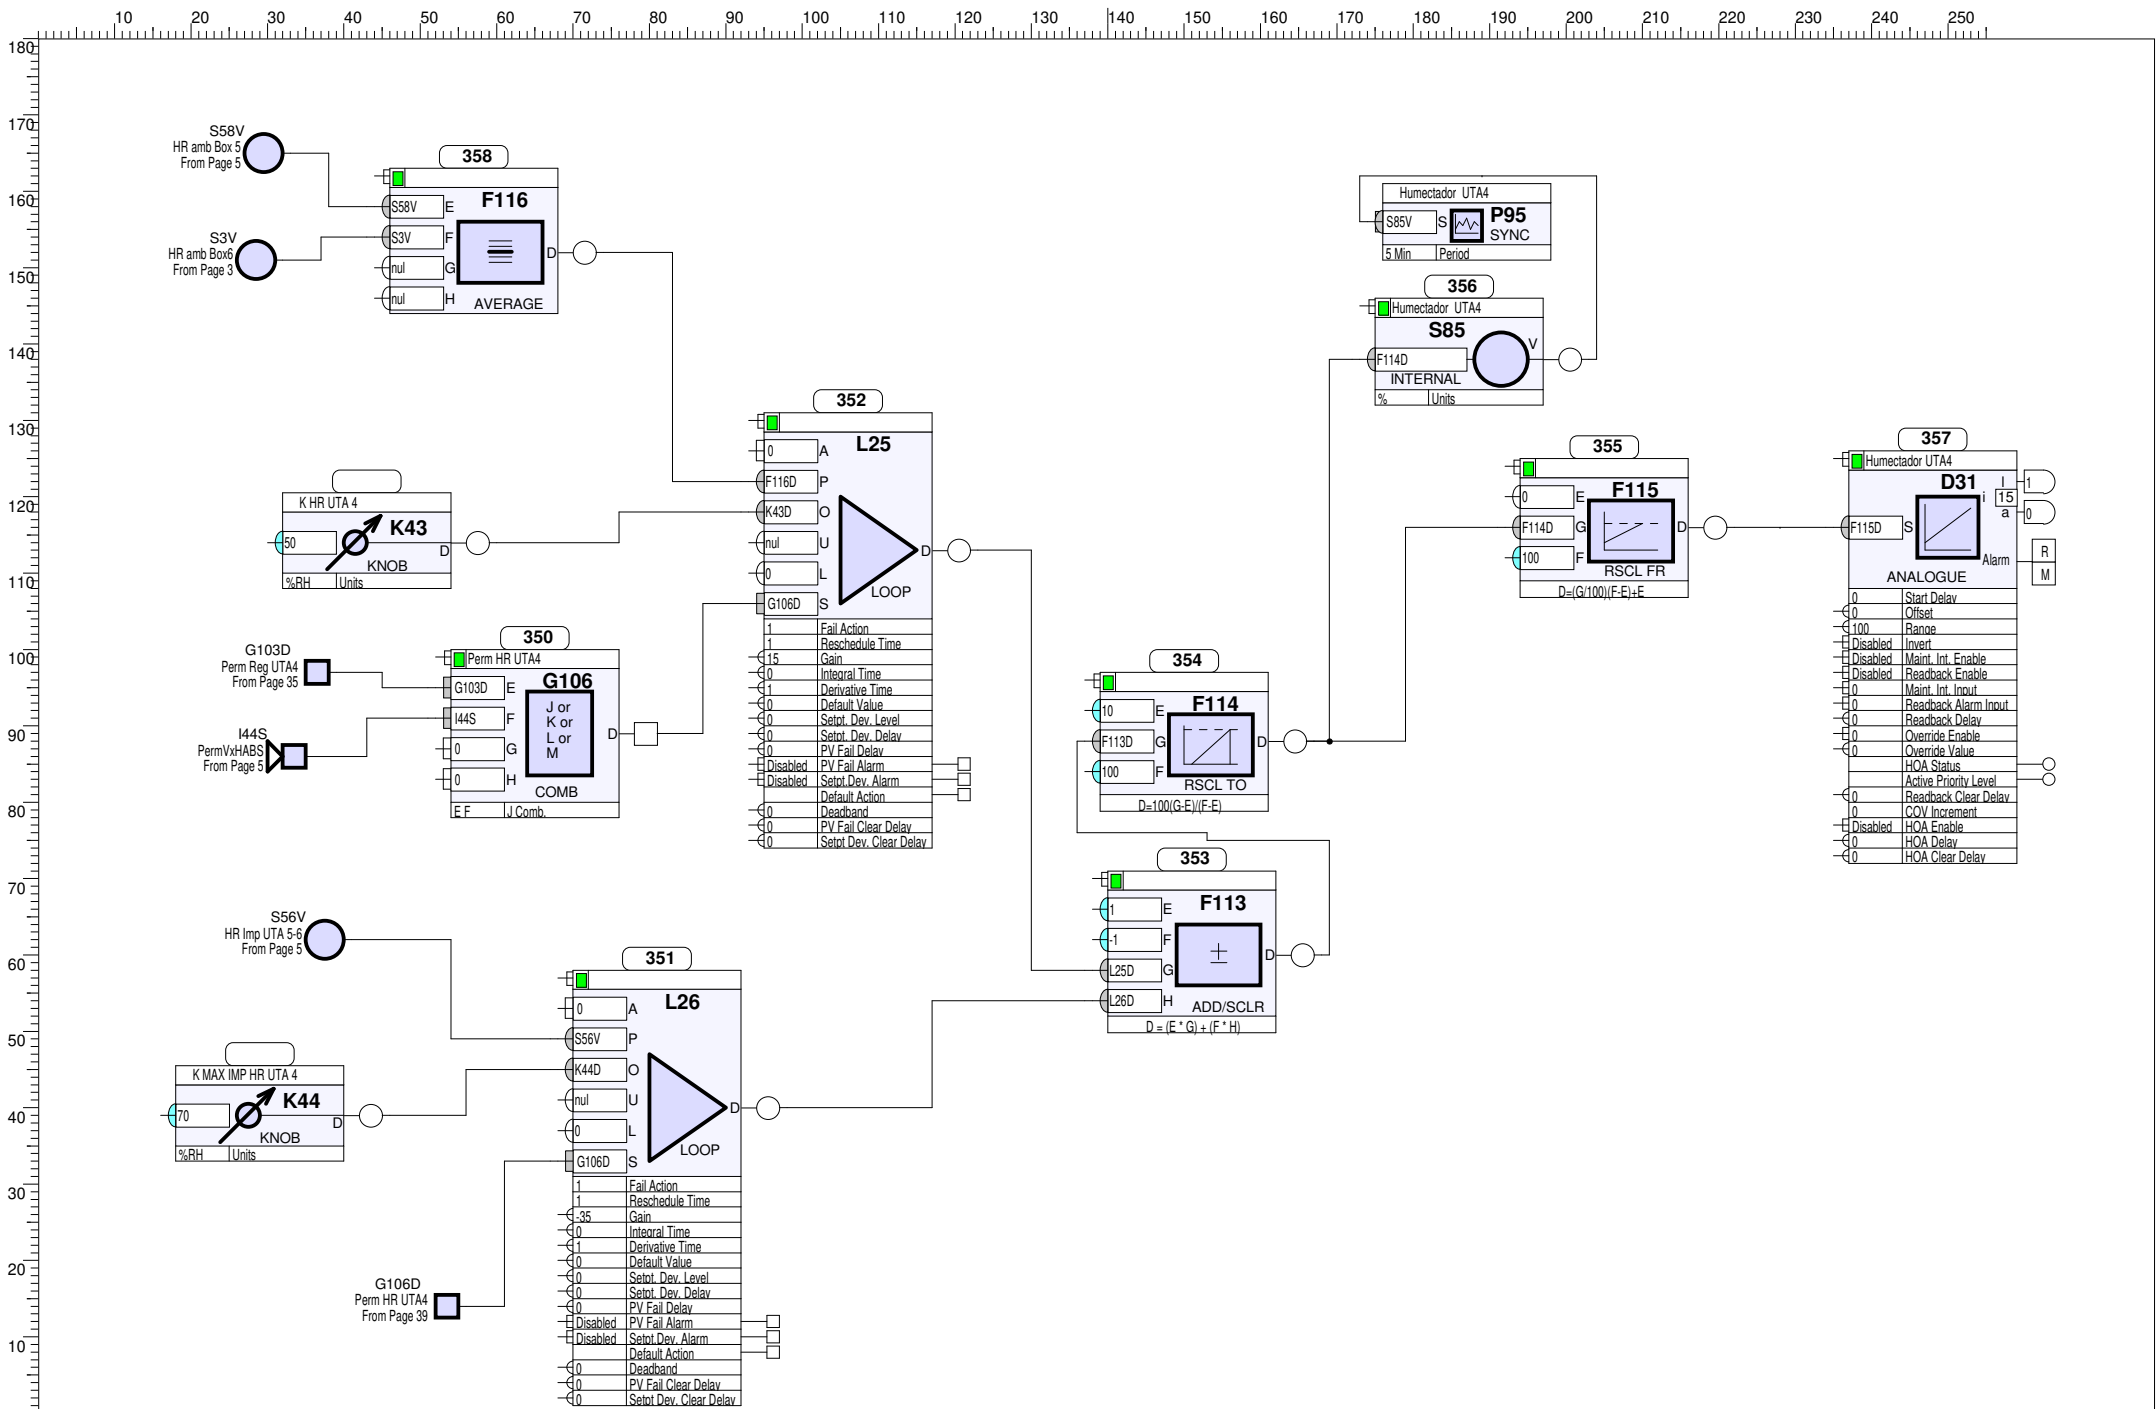 10 20 30 40 50 60 70 80 90 100 110 120 130 140 150 160 170 180 190 200 210 220 230 240 250
180
170
160
150
140
130
120
110
100
90
80
70
60
50
40
30
20
10
S58V
HR amb Box 5
From Page 5
S3V
HR amb Box6
From Page 3
358
F116
S58V E
S3V F
nul G
nul H
D
AVERAGE
K HR UTA 4
K43
50
D
KNOB
%RH Units
G103D
Perm Reg UTA4
From Page 35
I44S
PermVxHABS
From Page 5
350
Perm HR UTA4
G106
G103D E
I44S F
0 G
0 H
J or
K or
L or
M
D
COMB
E F J Comb.
352
L25
0 A
F116D P
K43D O
nul U
0 L
G106D S
D
LOOP
1 Fail Action
1 Reschedule Time
15 Gain
0 Integral Time
1 Derivative Time
0 Default Value
0 Setpt. Dev. Level
0 Setpt. Dev. Delay
0 PV Fail Delay
Disabled PV Fail Alarm
Disabled Setpt.Dev. Alarm
Default Action
0 Deadband
0 PV Fail Clear Delay
0 Setpt Dev. Clear Delay
S56V
HR Imp UTA 5-6
From Page 5
K MAX IMP HR UTA 4
K44
70
D
KNOB
%RH Units
G106D
Perm HR UTA4
From Page 39
351
L26
0 A
S56V P
K44D O
nul U
0 L
G106D S
D
LOOP
1 Fail Action
1 Reschedule Time
-35 Gain
0 Integral Time
1 Derivative Time
0 Default Value
0 Setpt. Dev. Level
0 Setpt. Dev. Delay
0 PV Fail Delay
Disabled PV Fail Alarm
Disabled Setpt.Dev. Alarm
Default Action
0 Deadband
0 PV Fail Clear Delay
0 Setpt Dev. Clear Delay
Humectador UTA4
P95
S85V S
SYNC
5 Min Period
356
Humectador UTA4
S85
V
F114D
INTERNAL
% Units
354
F114
10 E
F113D G
100 F
D
RSCL TO
D=100(G-E)/(F-E)
353
F113
1 E
-1 F
L25D G
L26D H
±
D
ADD/SCLR
D = (E * G) + (F * H)
355
F115
0 E
F114D G
100 F
D
RSCL FR
D=(G/100)(F-E)+E
357
Humectador UTA4
D31
F115D S
I 1
i 15
a 0
Alarm
R
M
ANALOGUE
0 Start Delay
0 Offset
100 Range
Disabled Invert
Disabled Maint. Int. Enable
Disabled Readback Enable
0 Maint. Int. Input
0 Readback Alarm Input
0 Readback Delay
0 Override Enable
0 Override Value
HOA Status
Active Priority Level
0 Readback Clear Delay
0 COV Increment
Disabled HOA Enable
0 HOA Delay
0 HOA Clear Delay